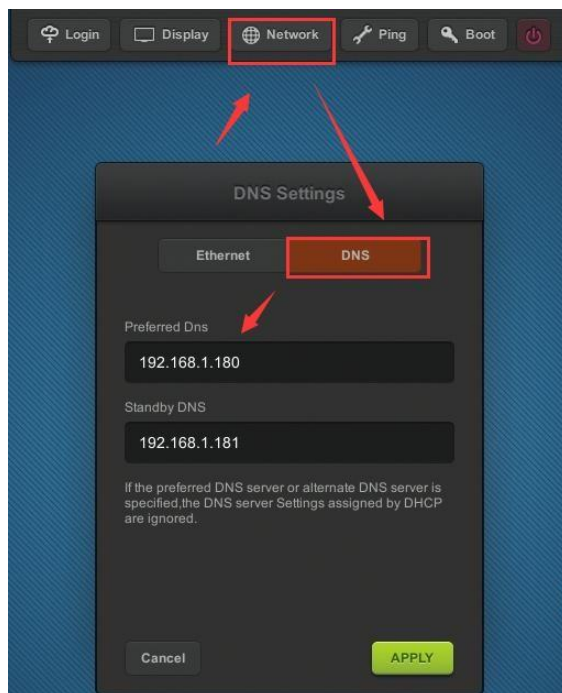 Login Display Network Ping Boot
DNS Settings
Ethernet DNS
Preferred Dns
192.168.1.180
Standby DNS
192.168.1.181
If the preferred DNS server or alternate DNS server is
specified,the DNS server Settings assigned by DHCP
are ignored.
Cancel APPLY